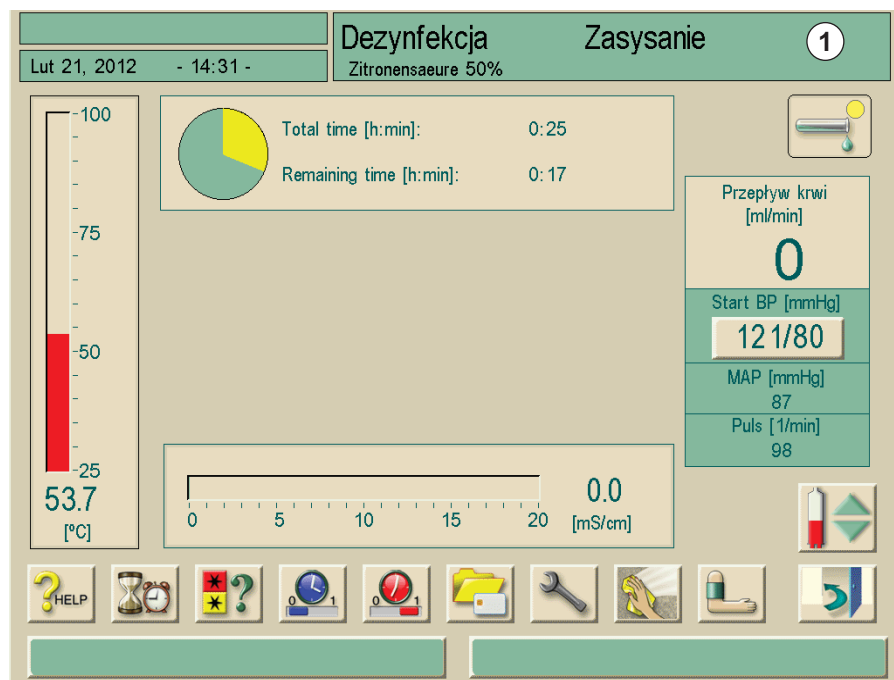 Dezynfekcja Zasysanie 1
Lut 21, 2012 - 14:31 - Zitronensaeure 50%
100
75
50
25
53.7
[ºC]
Total time [h:min]: 0:25
Remaining time [h:min]: 0:17
0 5 10 15 20
0.0
[mS/cm]
Przepływ krwi
[ml/min]
0
Start BP [mmHg]
121/80
MAP [mmHg]
87
Puls [1/min]
98
? HELP
* * ?
0 1
0 1